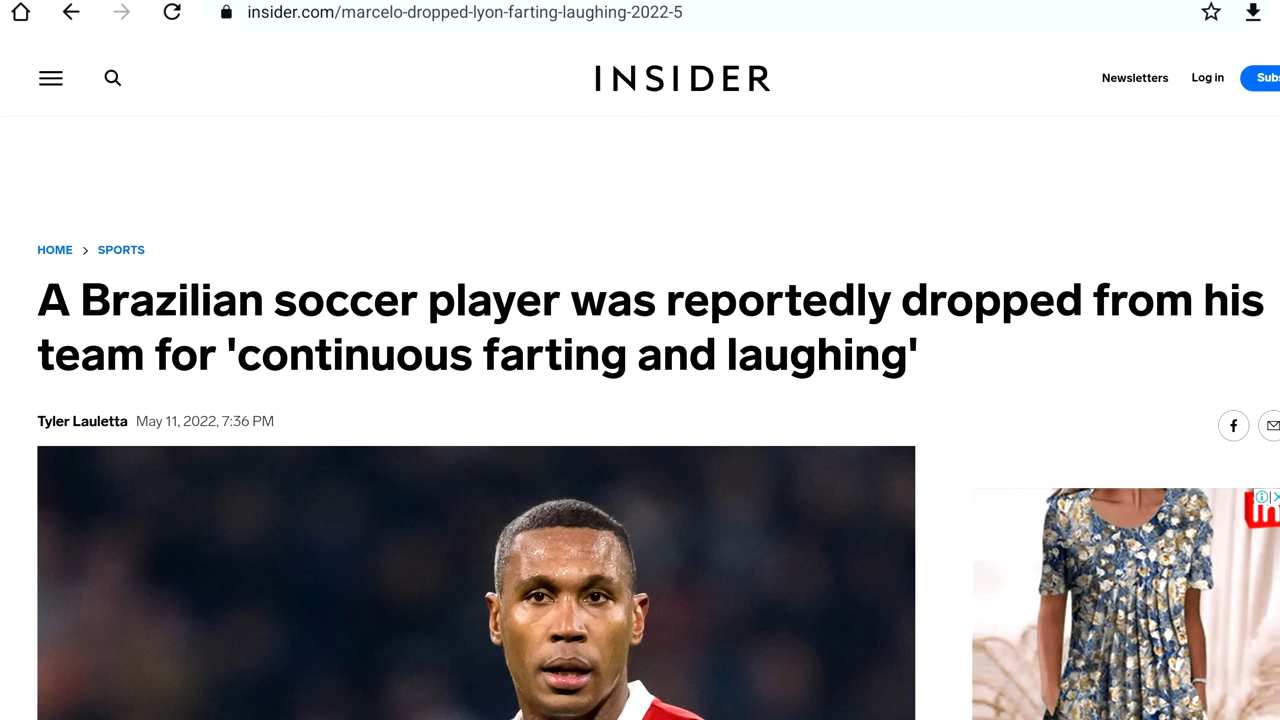 insider.com/marcelo-dropped-lyon-farting-laughing-2022-5
INSIDER
Newsletters
Log in
Subs
HOME > SPORTS
A Brazilian soccer player was reportedly dropped from his
team for 'continuous farting and laughing'
Tyler Lauletta May 11, 2022, 7:36 PM